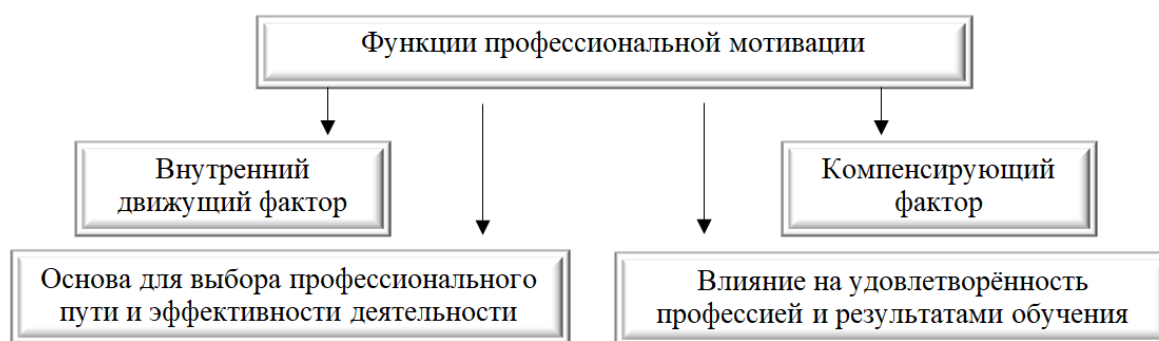 Функции профессиональной мотивации
Внутренний
движущий фактор
Компенсирующий
фактор
Основа для выбора профессионального
пути и эффективности деятельности
Влияние на удовлетворённость
профессией и результатами обучения